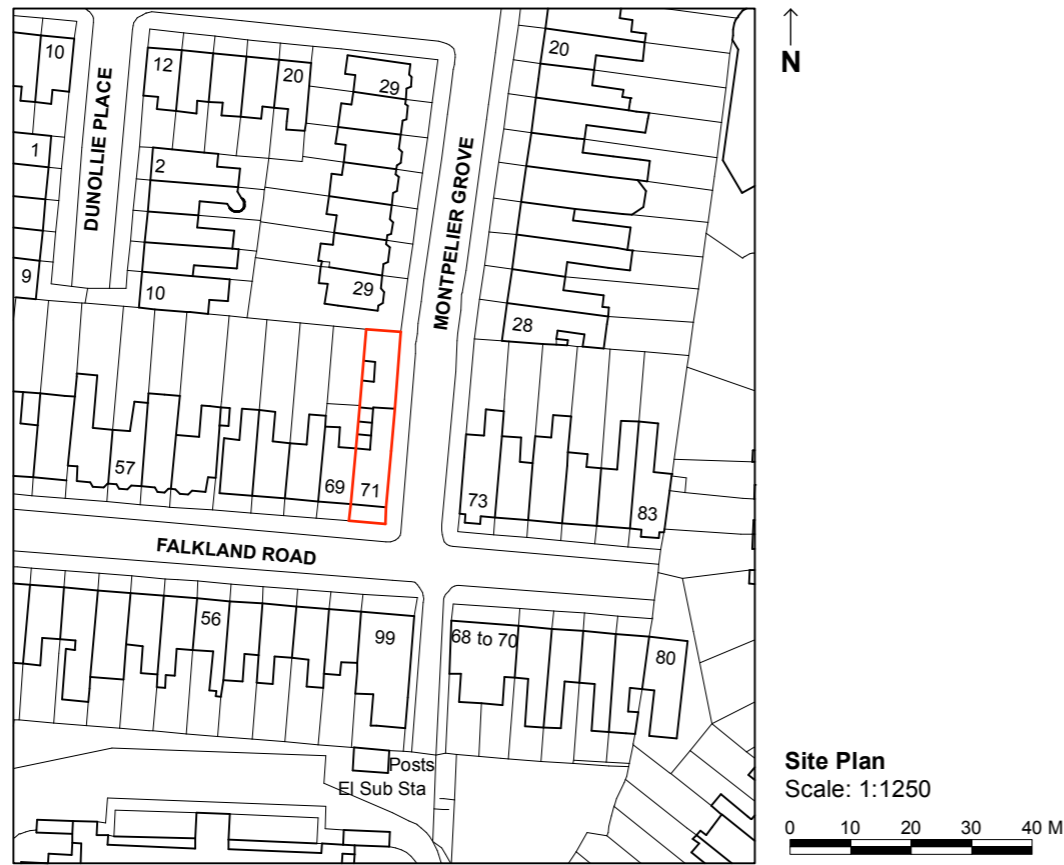 10
12
20
29
20
N
DUNOLLIE PLACE
MONTPELIER GROVE
1
2
9
10
29
28
57
69
71
73
83
FALKLAND ROAD
56
99
68 to 70
80
Posts
El Sub Sta
Site Plan
Scale: 1:1250
0 10 20 30 40 M